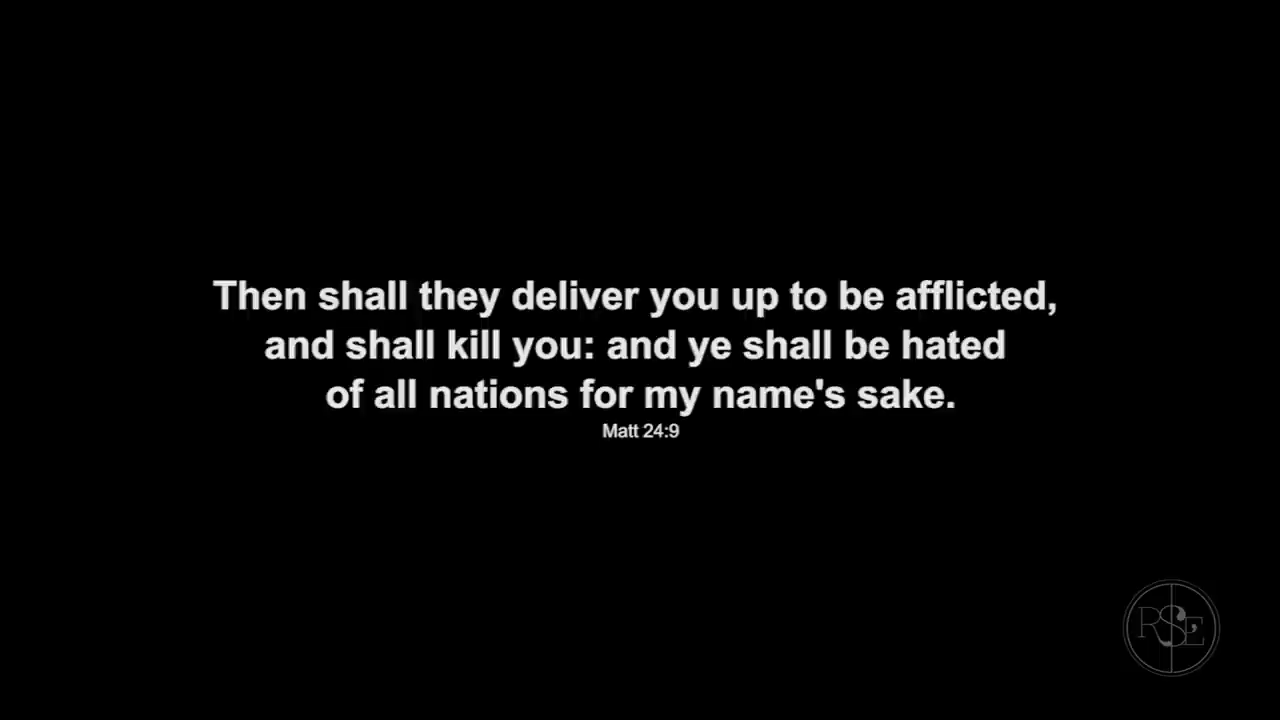 Then shall they deliver you up to be afflicted,
and shall kill you: and ye shall be hated
of all nations for my name's sake.
Matt 24:9
RSE